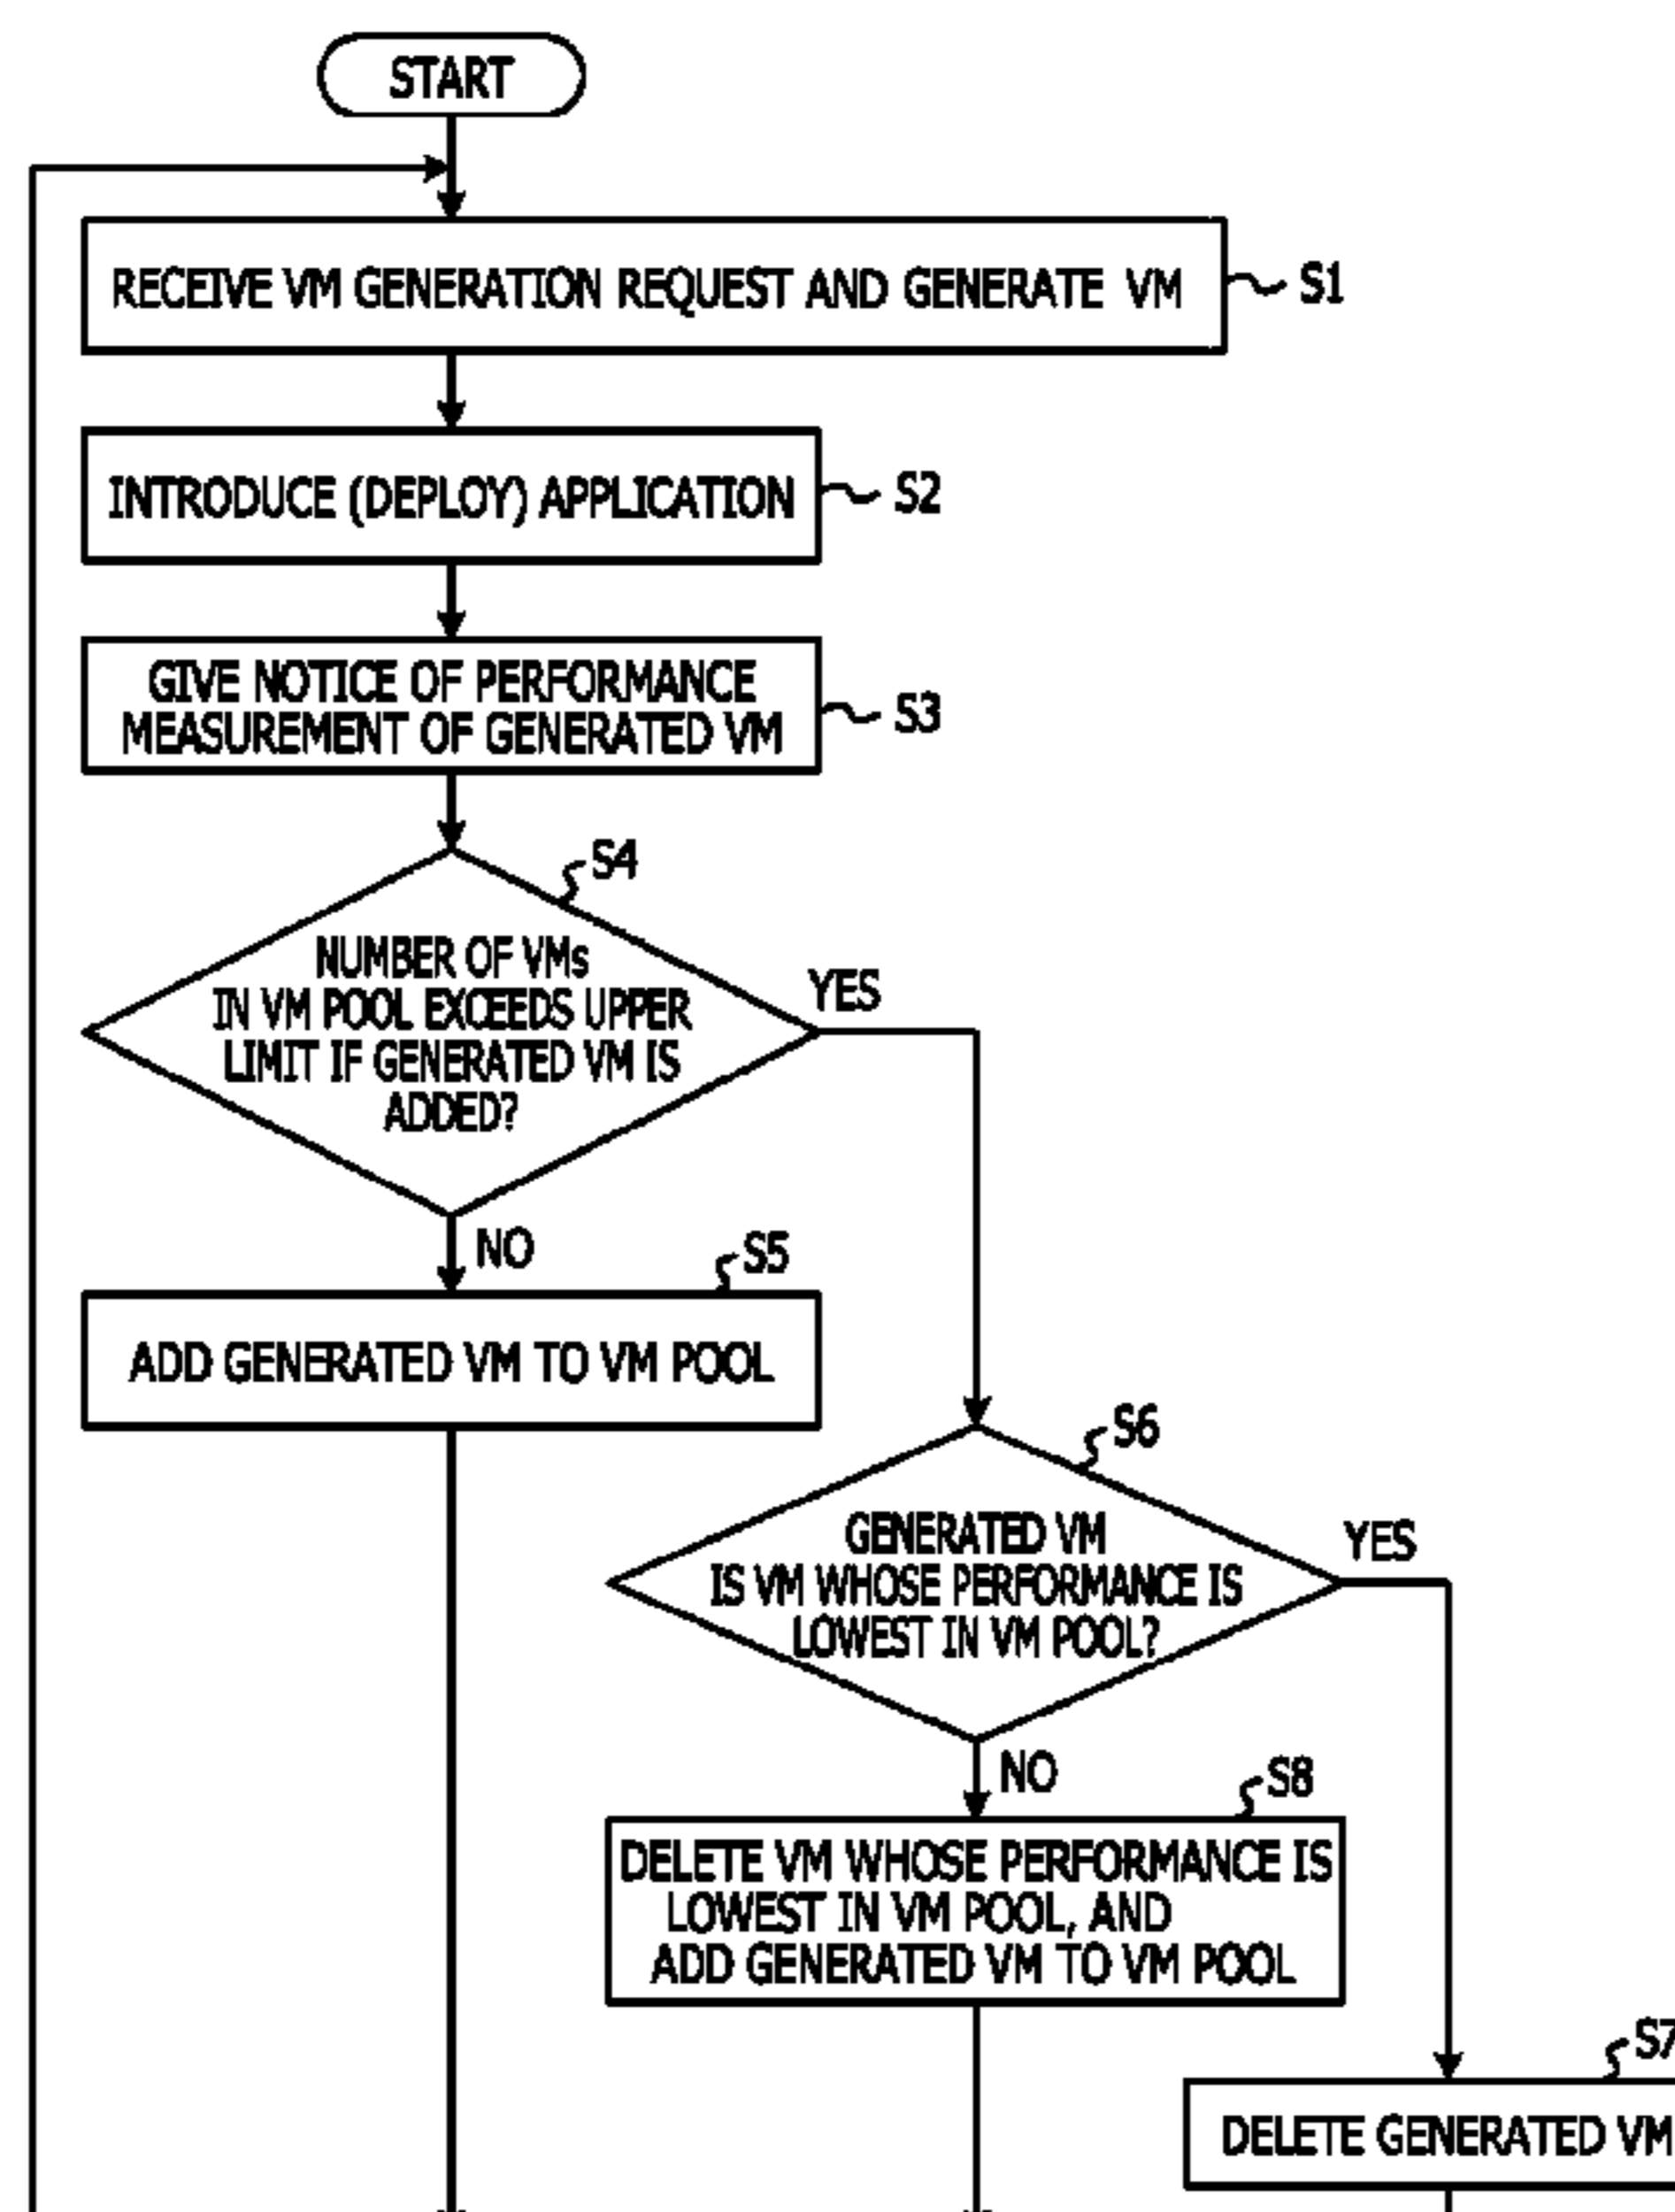 START
RECEIVE VM GENERATION REQUEST AND GENERATE VM
S1
INTRODUCE (DEPLOY) APPLICATION
S2
GIVE NOTICE OF PERFORMANCE
MEASUREMENT OF GENERATED VM
S3
S4
NUMBER OF VMs
IN VM POOL EXCEEDS UPPER
LIMIT IF GENERATED VM IS
ADDED?
YES
NO
S5
ADD GENERATED VM TO VM POOL
S6
GENERATED VM
IS VM WHOSE PERFORMANCE IS
LOWEST IN VM POOL?
YES
NO
S8
DELETE VM WHOSE PERFORMANCE IS
LOWEST IN VM POOL, AND
ADD GENERATED VM TO VM POOL
S7
DELETE GENERATED VM